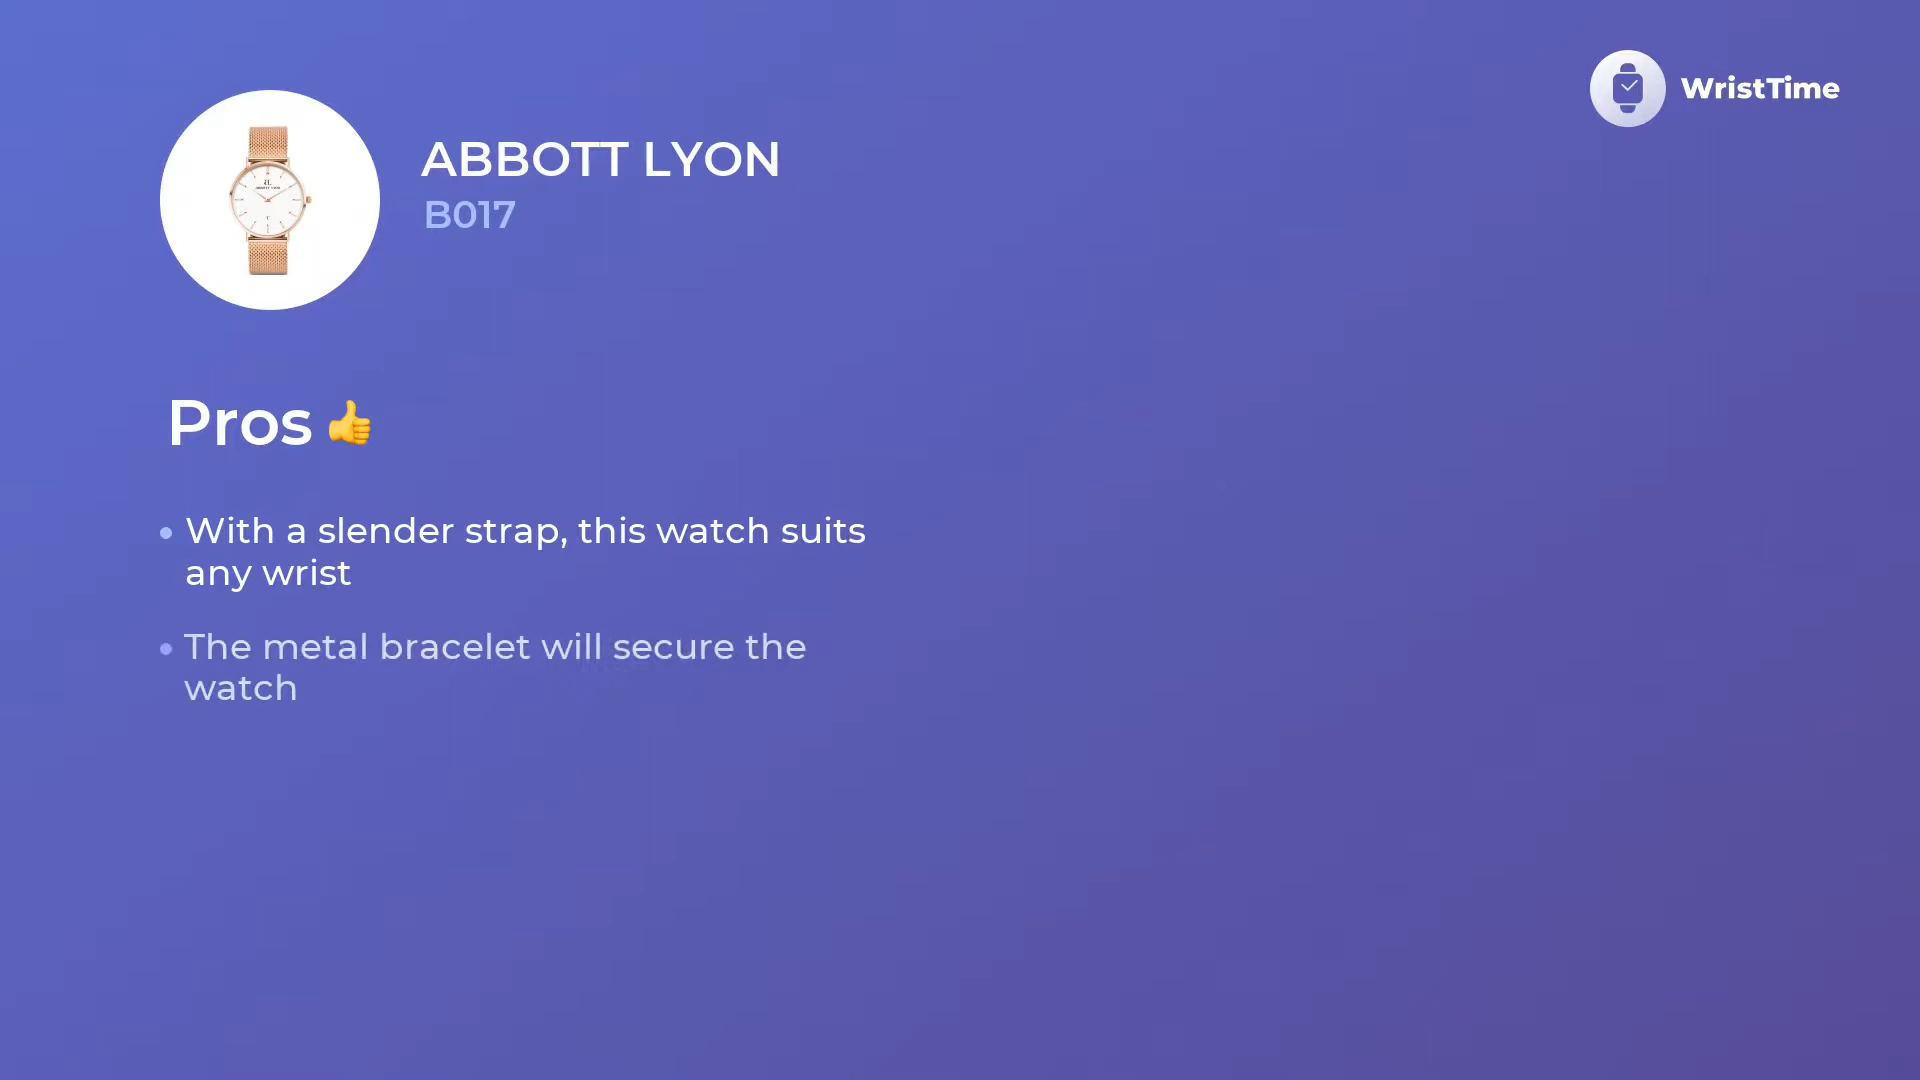 WristTime
ABBOTT LYON
B017
Pros
With a slender strap, this watch suits
any wrist
The metal bracelet will secure the
watch